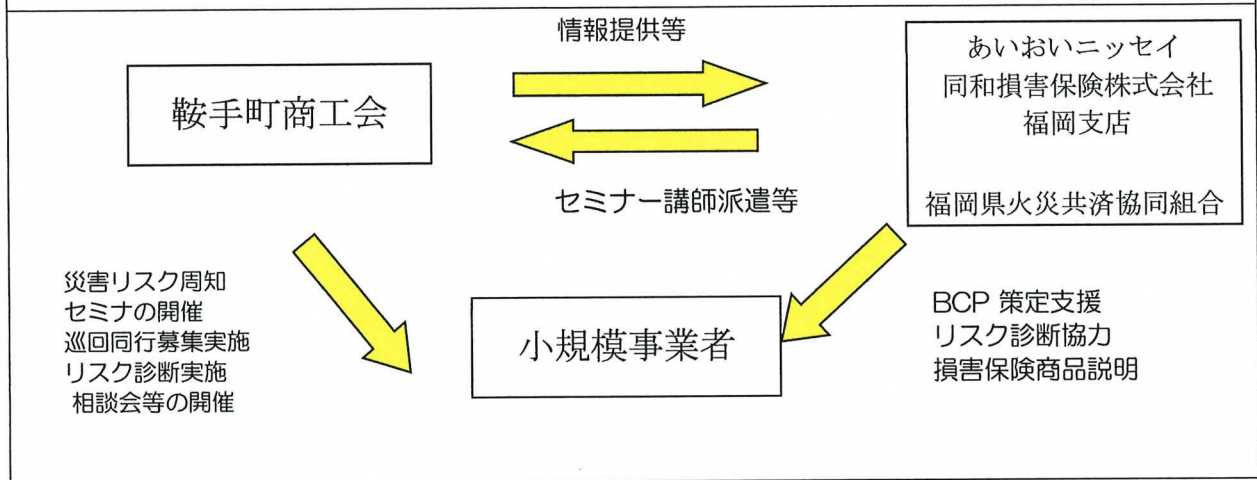 情報提供等
鞍手町商工会
あいおいニッセイ
同和損害保険株式会社
福岡支店
福岡県火災共済協同組合
セミナー講師派遣等
災害リスク周知
セミナの開催
巡回同行募集実施
リスク診断実施
相談会等の開催
小規模事業者
BCP 策定支援
リスク診断協力
損害保険商品説明